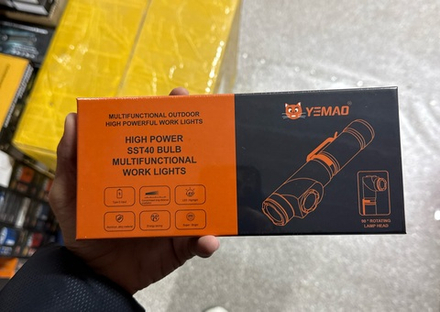 MULTIFUNCTIONAL OUTDOOR
HIGH POWERFUL WORK LIGHTS
HIGH POWER
SST40 BULB
MULTIFUNCTIONAL
WORK LIGHTS
YEMAO
90° ROTATING
LAMP HEAD